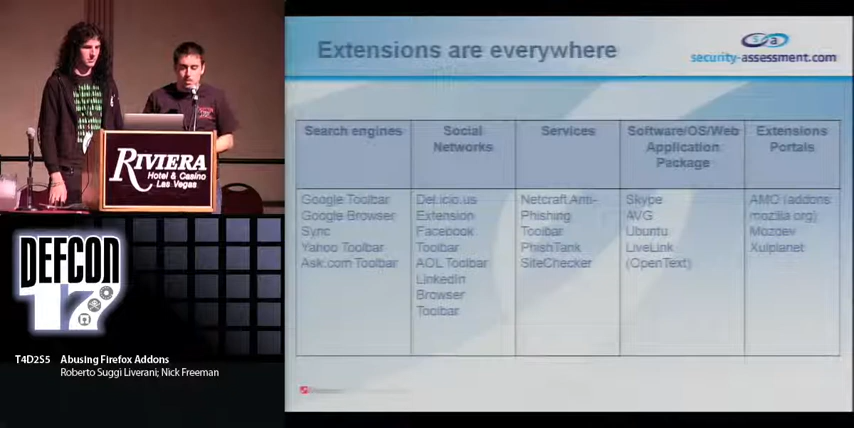 Extensions are everywhere
s a
security-assessment.com
Search engines
Social
Networks
Services
Software/OS/Web
Application
Package
Extensions
Portals
Google Toolbar
Google Browser
Sync
Yahoo Toolbar
Ask.com Toolbar
Del.icio.us
Extension
Facebook
Toolbar
AOL Toolbar
LinkedIn
Browser
Toolbar
Netcraft Anti-
Phishing
Toolbar
PhishTank
SiteChecker
Skype
AVG
Ubuntu
LiveLink
(OpenText)
AMO (addons
mozilla.org)
Mozdev
Xulplanet
RIVIERA
Hotel & Casino
Las Vegas
DEFCON
17
T4D2S5 Abusing Firefox Addons
Roberto Suggi Liverani; Nick Freeman